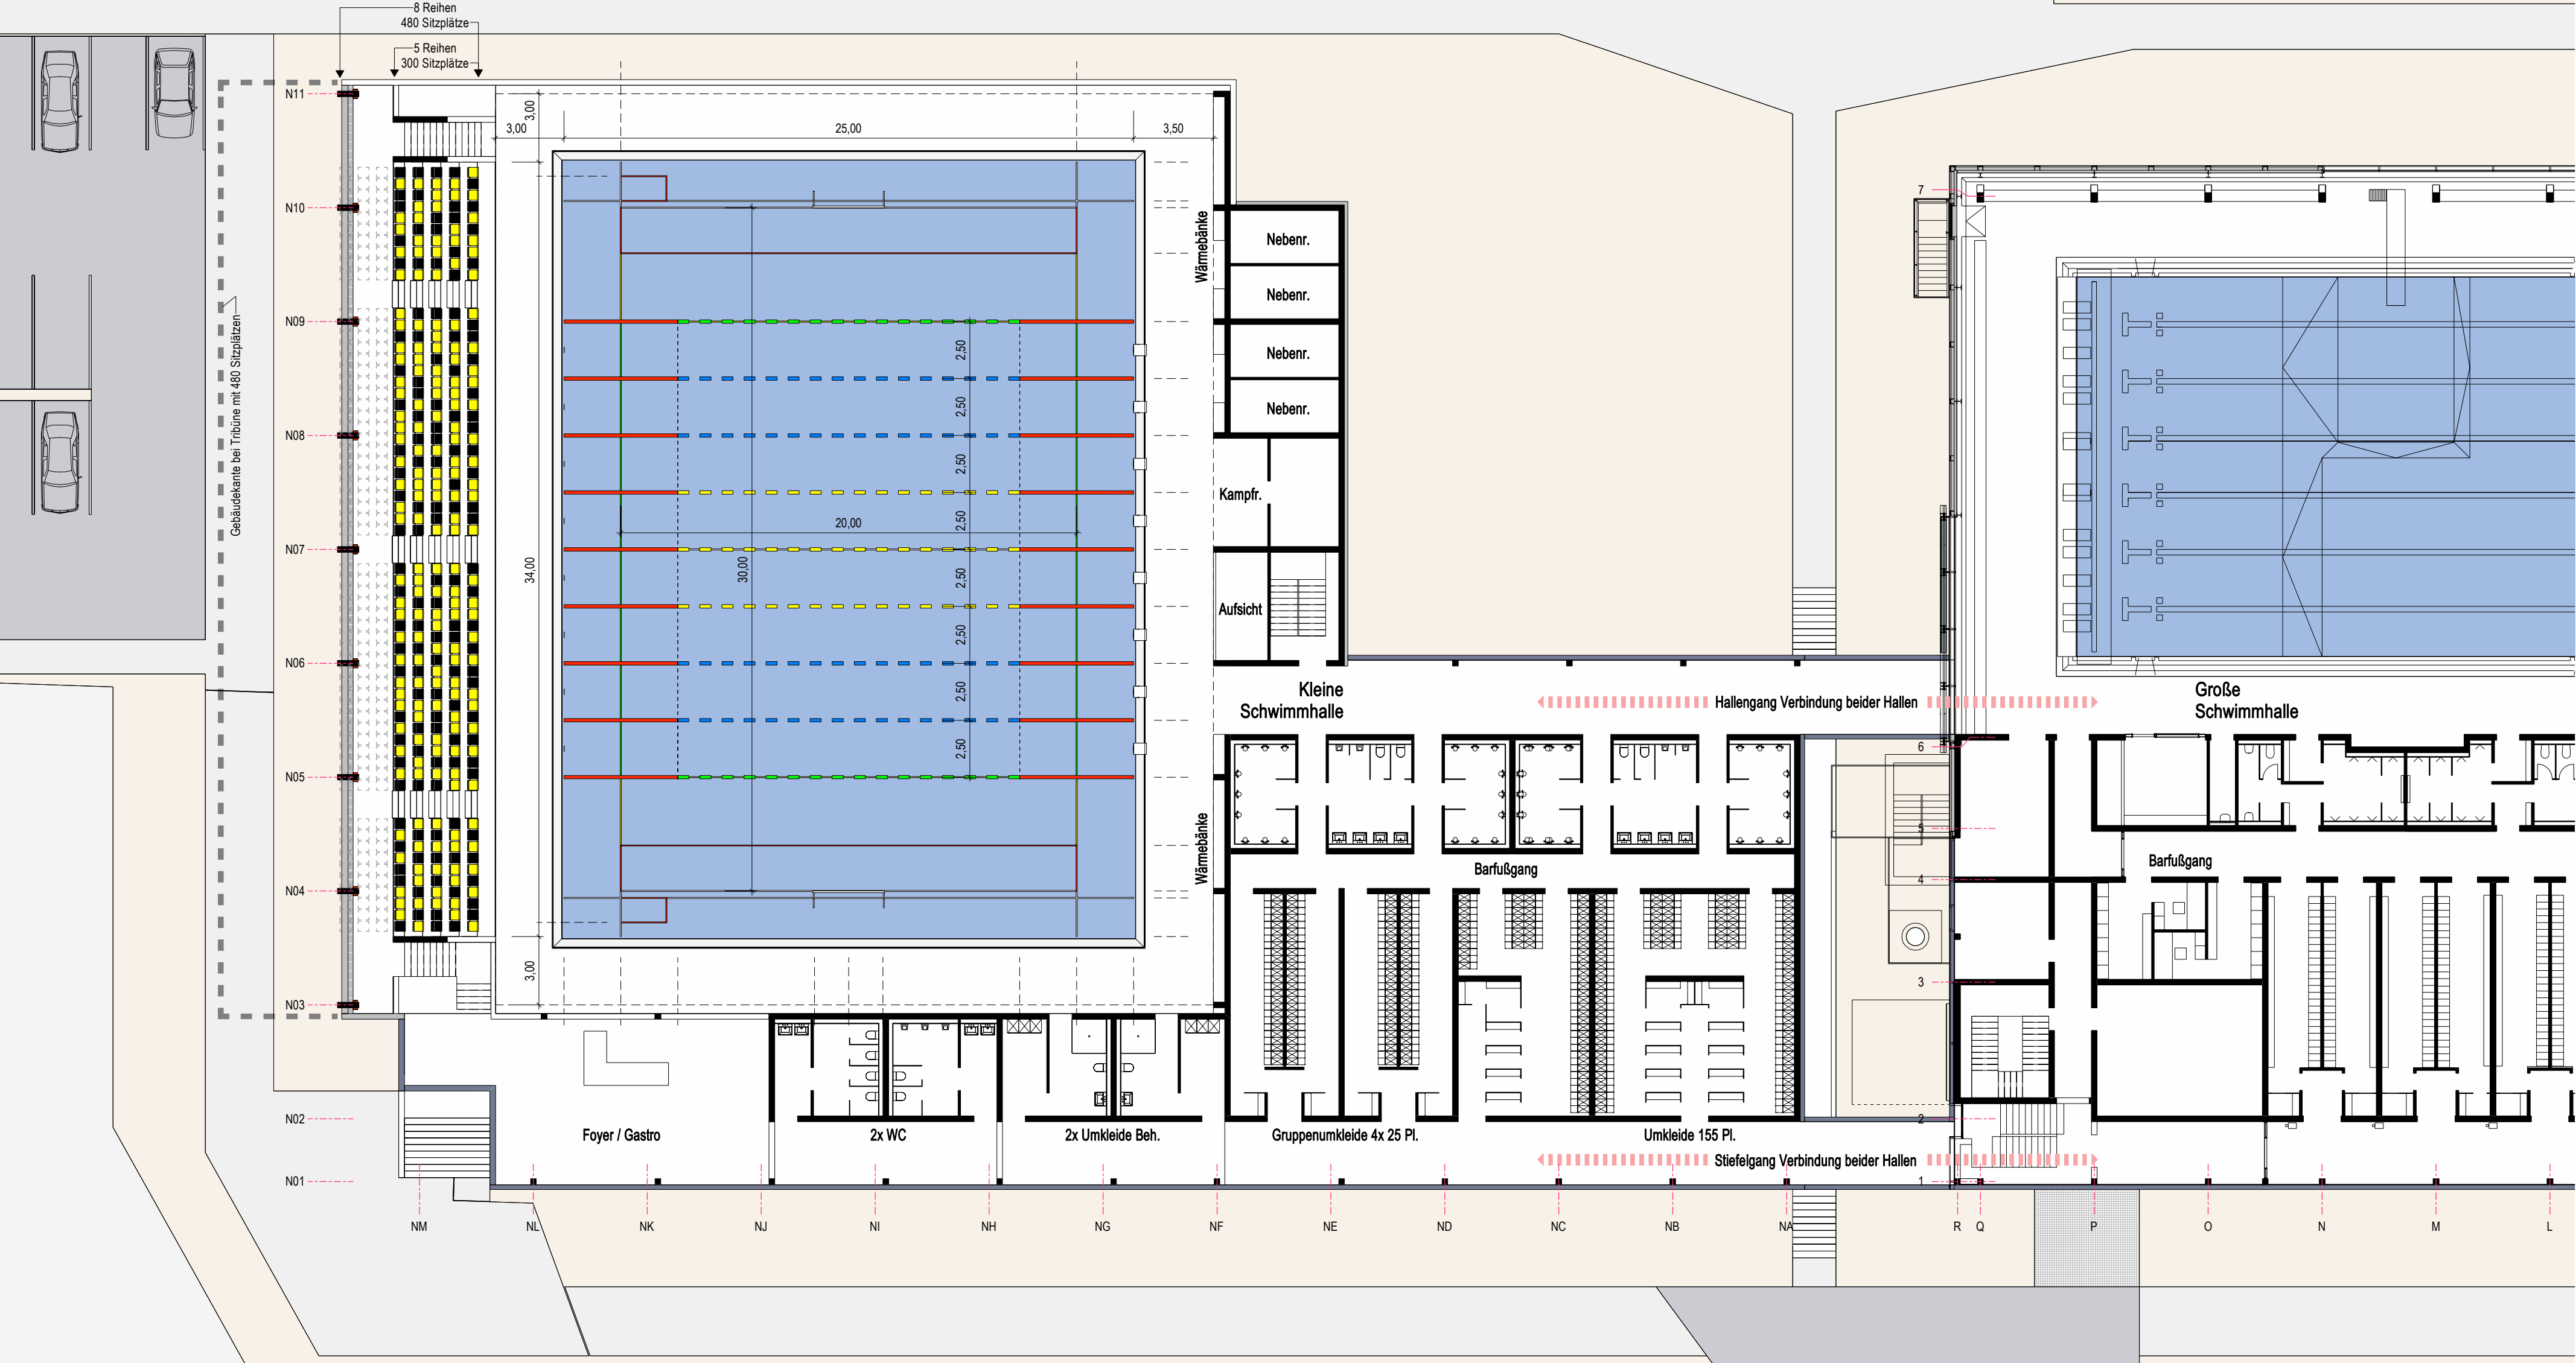 8 Reihen
480 Sitzplätze
5 Reihen
300 Sitzplätze
N11
N10
N09
N08
N07
N06
N05
N04
N03
N02
N01
Gebäudekante bei Tribüne mit 480 Sitzplätzen
3,00
3,00
25,00
3,50
34,00
30,00
20,00
2,50
2,50
2,50
2,50
2,50
2,50
2,50
2,50
3,00
Wärmebänke
Wärmebänke
Nebenr.
Nebenr.
Nebenr.
Nebenr.
Kampfr.
Aufsicht
Kleine
Schwimmhalle
Hallengang Verbindung beider Hallen
Große
Schwimmhalle
Barfußgang
Barfußgang
7
6
5
4
3
2
1
Foyer / Gastro
2x WC
2x Umkleide Beh.
Gruppenumkleide 4x 25 Pl.
Umkleide 155 Pl.
Stiefelgang Verbindung beider Hallen
NM
NL
NK
NJ
NI
NH
NG
NF
NE
ND
NC
NB
NA
R
Q
P
O
N
M
L